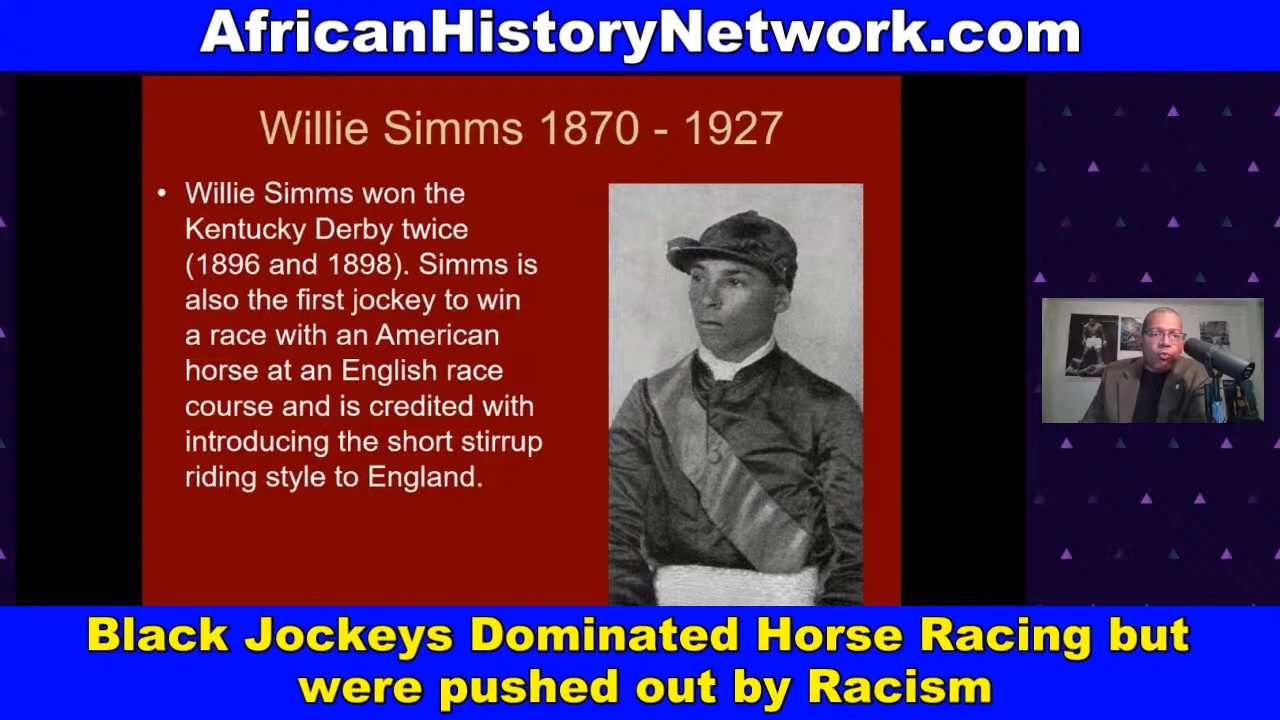 AfricanHistoryNetwork.com
Willie Simms 1870 - 1927
• Willie Simms won the
Kentucky Derby twice
(1896 and 1898). Simms is
also the first jockey to win
a race with an American
horse at an English race
course and is credited with
introducing the short stirrup
riding style to England.
Black Jockeys Dominated Horse Racing but
were pushed out by Racism